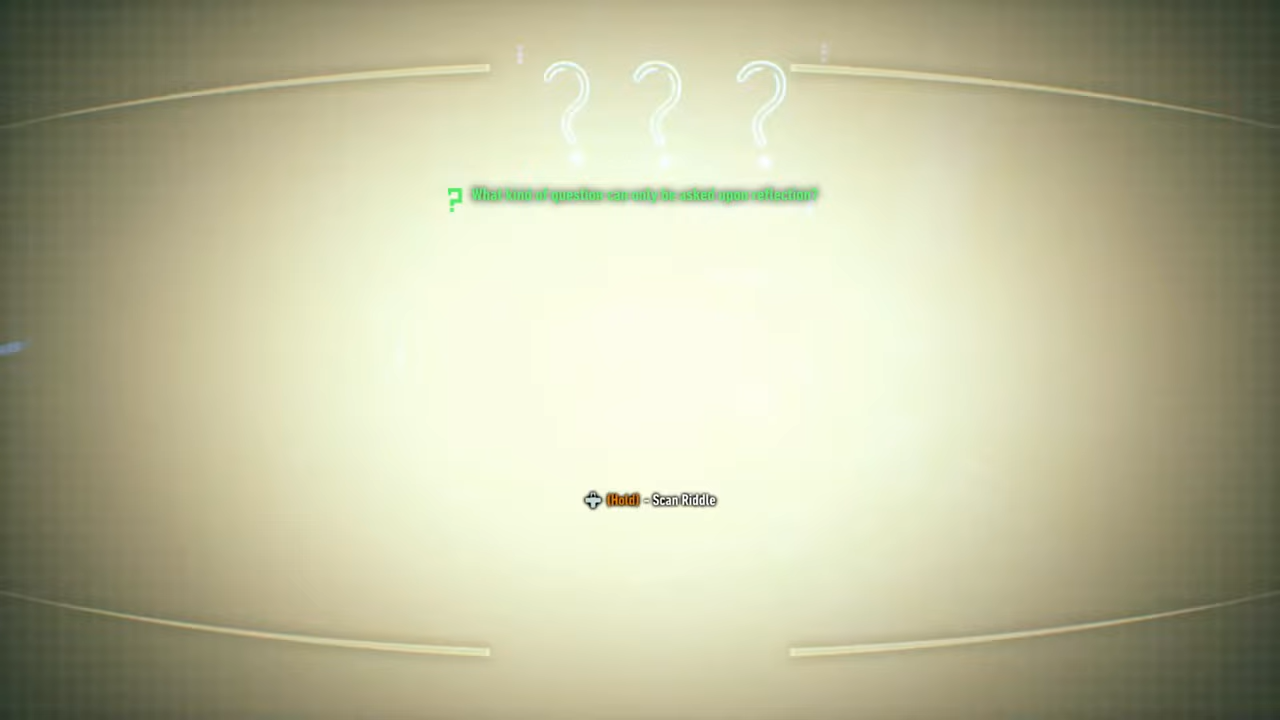 ? ? ?
? What kind of question can only be asked upon reflection?
(Hold) - Scan Riddle